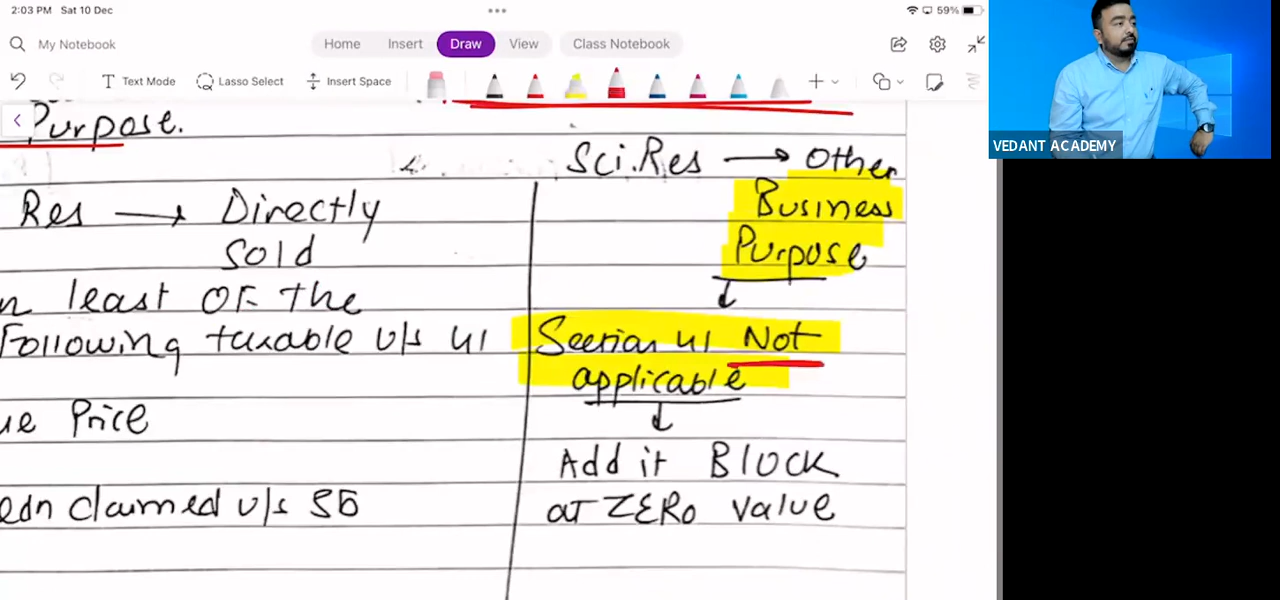 2:03 PM Sat 10 Dec
59%
My Notebook
Home Insert Draw View Class Notebook
Text Mode Lasso Select Insert Space
VEDANT ACADEMY
Purpose.
Sci.Res → Other
Business
Purpose
Res → Directly
Sold
least OF the
Following taxable u/s 41
Section 41 Not
applicable
Price
Add it Block
claimed u/s 35
at ZERO value